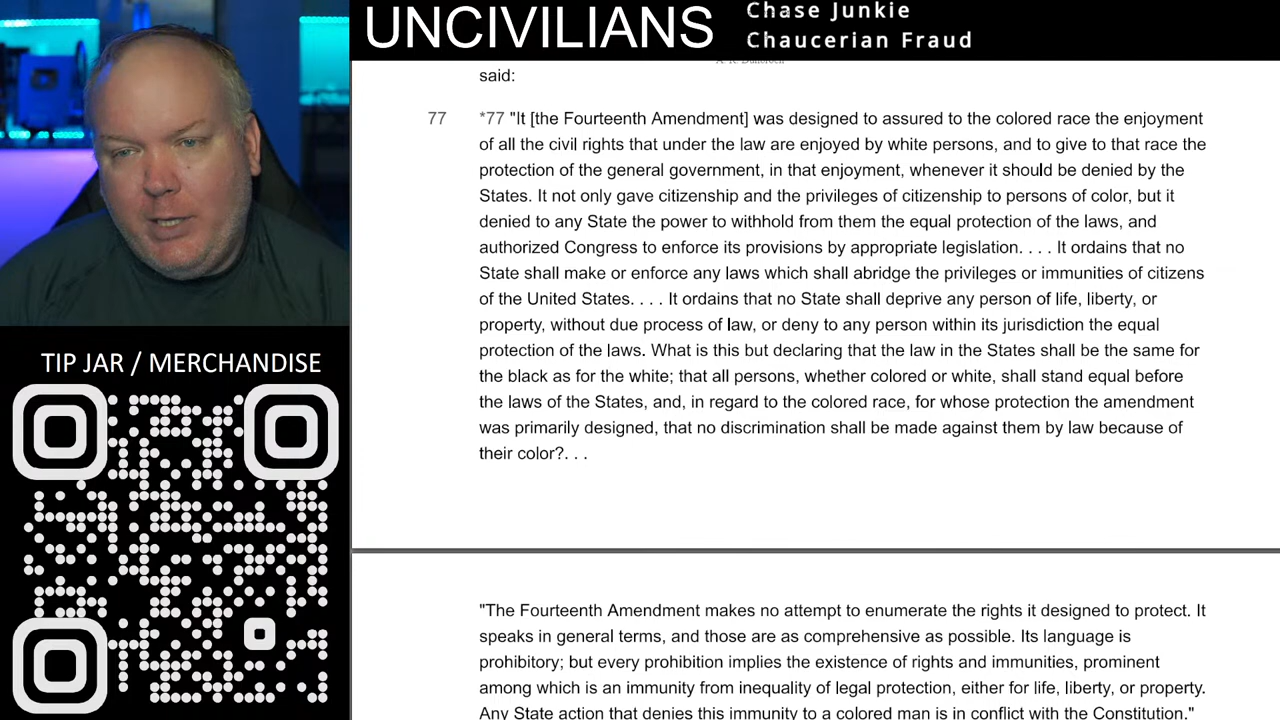 UNCIVILIANS
Chase Junkie
Chaucerian Fraud
TIP JAR / MERCHANDISE
said:
77
*77 "It [the Fourteenth Amendment] was designed to assured to the colored race the enjoyment
of all the civil rights that under the law are enjoyed by white persons, and to give to that race the
protection of the general government, in that enjoyment, whenever it should be denied by the
States. It not only gave citizenship and the privileges of citizenship to persons of color, but it
denied to any State the power to withhold from them the equal protection of the laws, and
authorized Congress to enforce its provisions by appropriate legislation. . . . It ordains that no
State shall make or enforce any laws which shall abridge the privileges or immunities of citizens
of the United States. . . . It ordains that no State shall deprive any person of life, liberty, or
property, without due process of law, or deny to any person within its jurisdiction the equal
protection of the laws. What is this but declaring that the law in the States shall be the same for
the black as for the white; that all persons, whether colored or white, shall stand equal before
the laws of the States, and, in regard to the colored race, for whose protection the amendment
was primarily designed, that no discrimination shall be made against them by law because of
their color?. . .
"The Fourteenth Amendment makes no attempt to enumerate the rights it designed to protect. It
speaks in general terms, and those are as comprehensive as possible. Its language is
prohibitory; but every prohibition implies the existence of rights and immunities, prominent
among which is an immunity from inequality of legal protection, either for life, liberty, or property.
Any State action that denies this immunity to a colored man is in conflict with the Constitution."